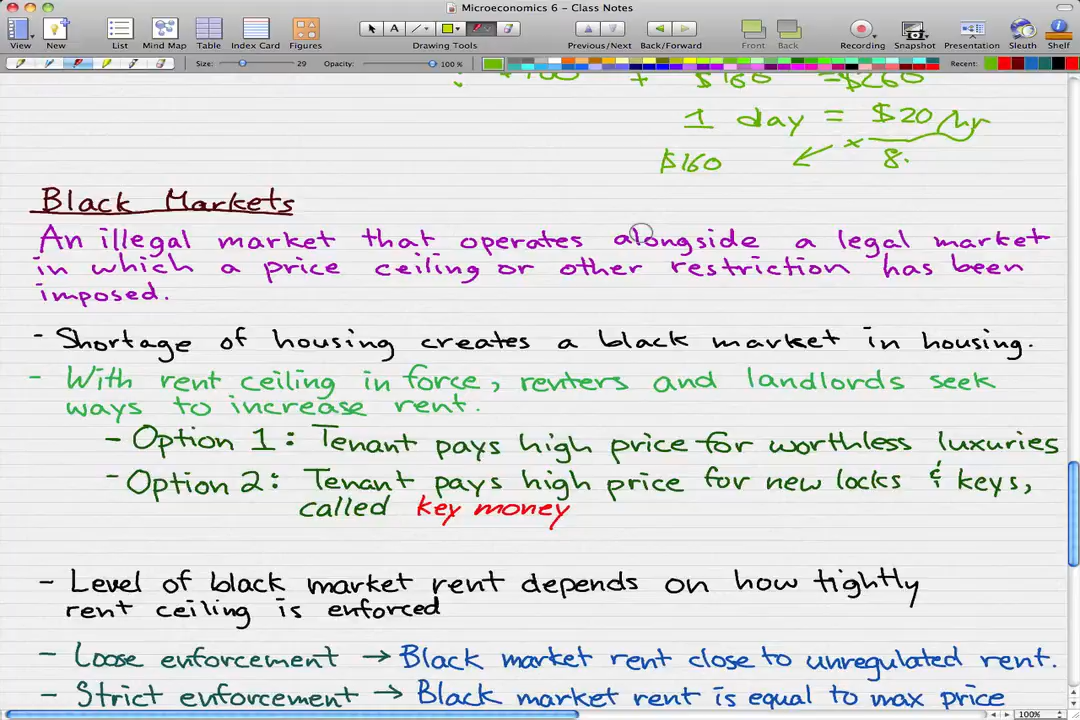 Microeconomics 6 - Class Notes
View New List Mind Map Table Index Card Figures Drawing Tools Previous/Next Back/Forward Front Back Recording Snapshot Presentation Sleuth Shelf
Size: 29 Opacity: 100 % Recent:
+ $160 =$260
1 day = $20/hr
$160 x 8.
Black Markets
An illegal market that operates alongside a legal market
in which a price ceiling or other restriction has been
imposed.
- Shortage of housing creates a black market in housing.
- With rent ceiling in force, renters and landlords seek
ways to increase rent.
- Option 1: Tenant pays high price for worthless luxuries
- Option 2: Tenant pays high price for new locks & keys,
called key money
- Level of black market rent depends on how tightly
rent ceiling is enforced
- Loose enforcement → Black market rent close to unregulated rent.
- Strict enforcement → Black market rent is equal to max price
100%